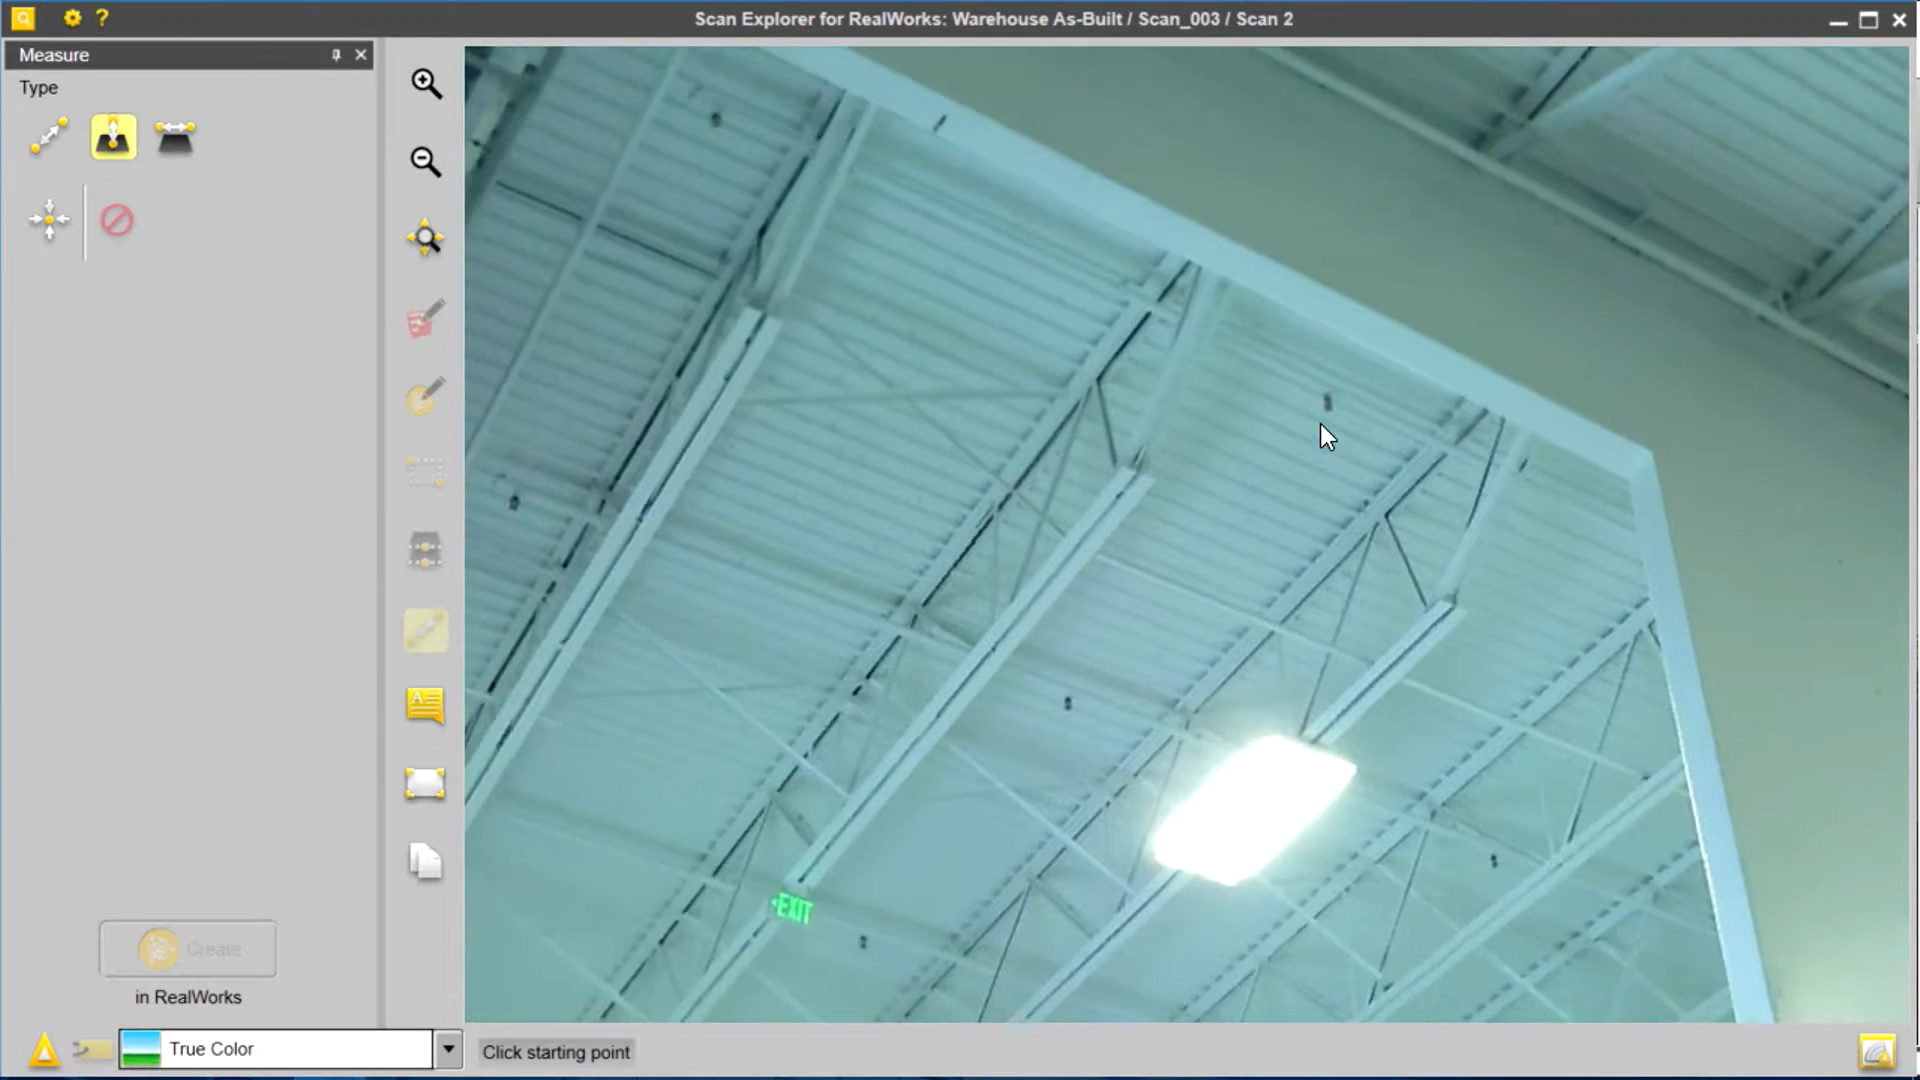 Scan Explorer for RealWorks: Warehouse As-Built / Scan_003 / Scan 2
Measure
Type
EXIT
Create
in RealWorks
True Color
Click starting point